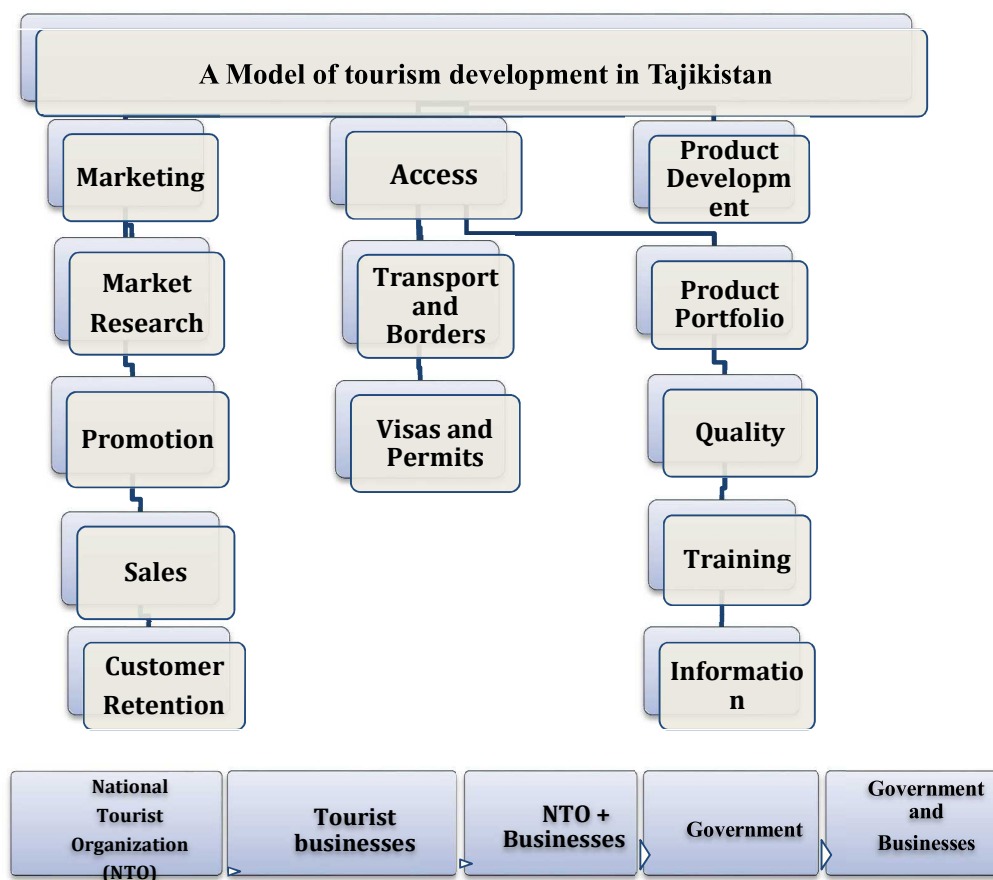 A Model of tourism development in Tajikistan
Marketing
Access
Product
Developm
ent
Market
Research
Transport
and
Borders
Product
Portfolio
Promotion
Visas and
Permits
Quality
Sales
Training
Customer
Retention
Informatio
n
National
Tourist
Organization
(NTO)
Tourist
businesses
NTO +
Businesses
Government
Government
and
Businesses